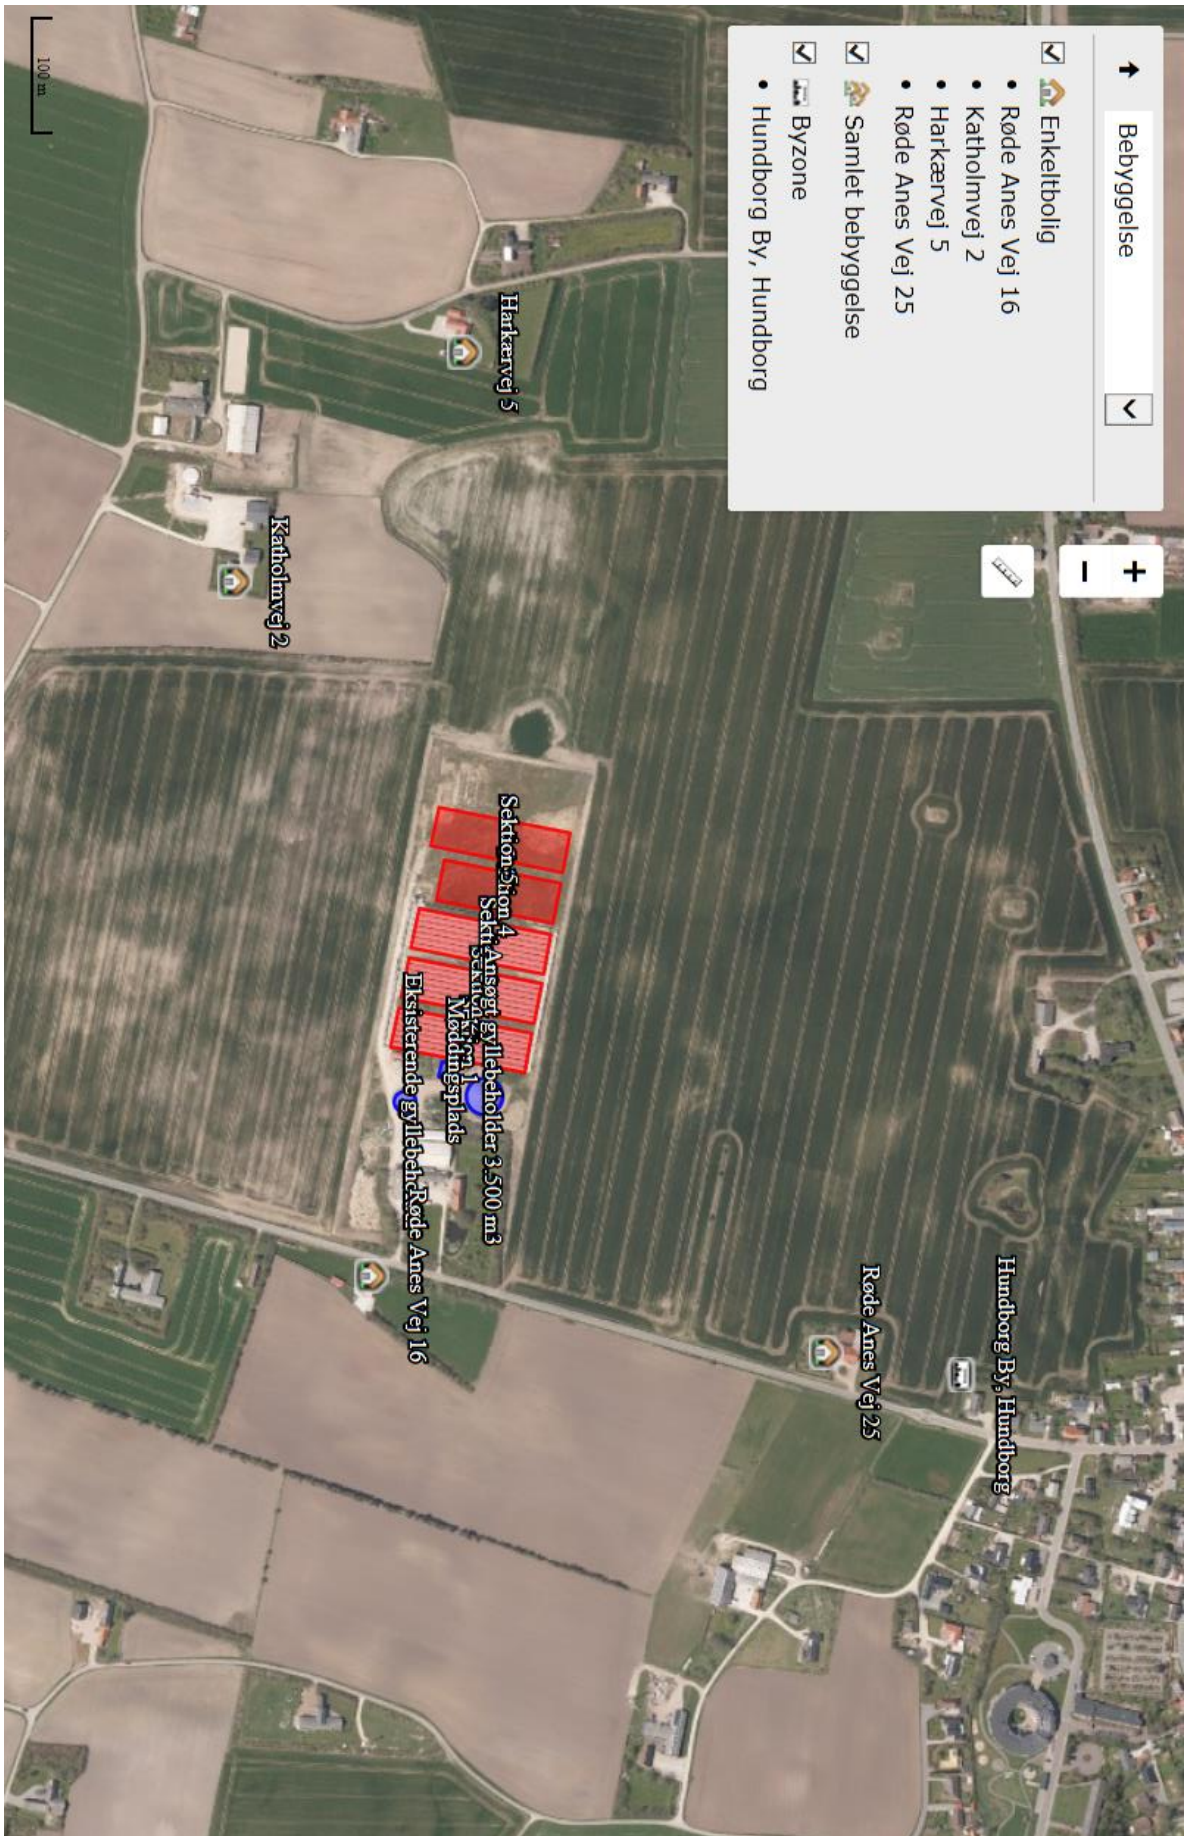 Bebyggelse
Enkeltbolig
• Røde Anes Vej 16
• Katholmvej 2
• Harkærvej 5
• Røde Anes Vej 25
Samlet bebyggelse
Byzone
• Hundborg By, Hundborg
+
−
Hundborg By, Hundborg
Røde Anes Vej 25
Harkærvej 5
Sektion 5
Ansøgt gyllebeholder 3.500 m3
Møddingsplads
Røde Anes Vej 16
Katholmvej 2
100 m